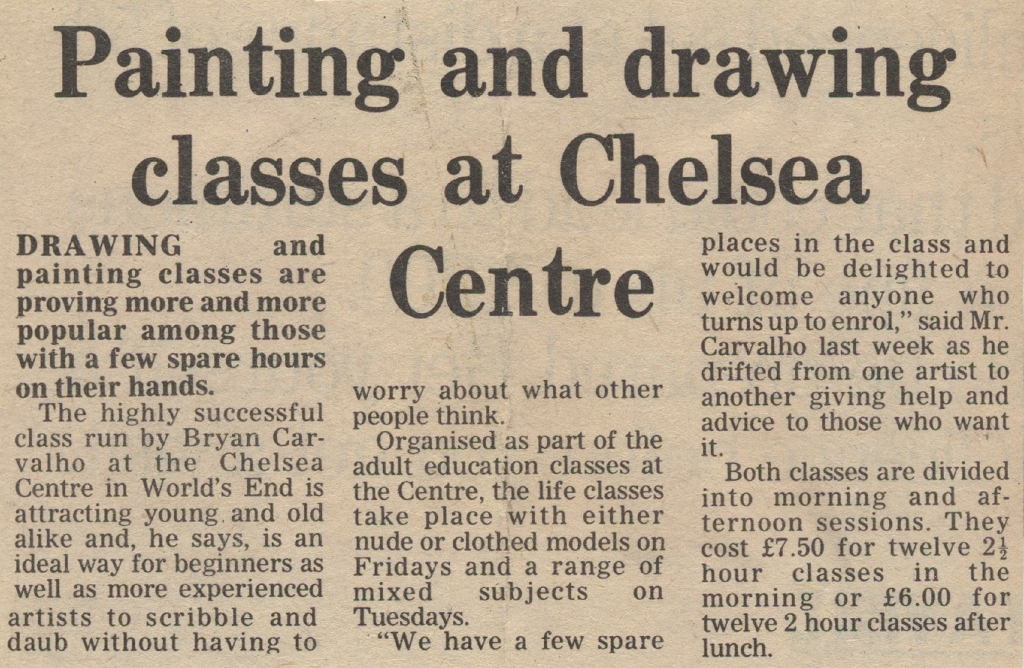 Painting and drawing
classes at Chelsea
Centre
DRAWING and
painting classes are
proving more and more
popular among those
with a few spare hours
on their hands.
The highly successful
class run by Bryan Car-
valho at the Chelsea
Centre in World's End is
attracting young and old
alike and, he says, is an
ideal way for beginners as
well as more experienced
artists to scribble and
daub without having to
worry about what other
people think.
Organised as part of the
adult education classes at
the Centre, the life classes
take place with either
nude or clothed models on
Fridays and a range of
mixed subjects on
Tuesdays.
"We have a few spare
places in the class and
would be delighted to
welcome anyone who
turns up to enrol," said Mr.
Carvalho last week as he
drifted from one artist to
another giving help and
advice to those who want
it.
Both classes are divided
into morning and af-
ternoon sessions. They
cost £7.50 for twelve 2½
hour classes in the
morning or £6.00 for
twelve 2 hour classes after
lunch.